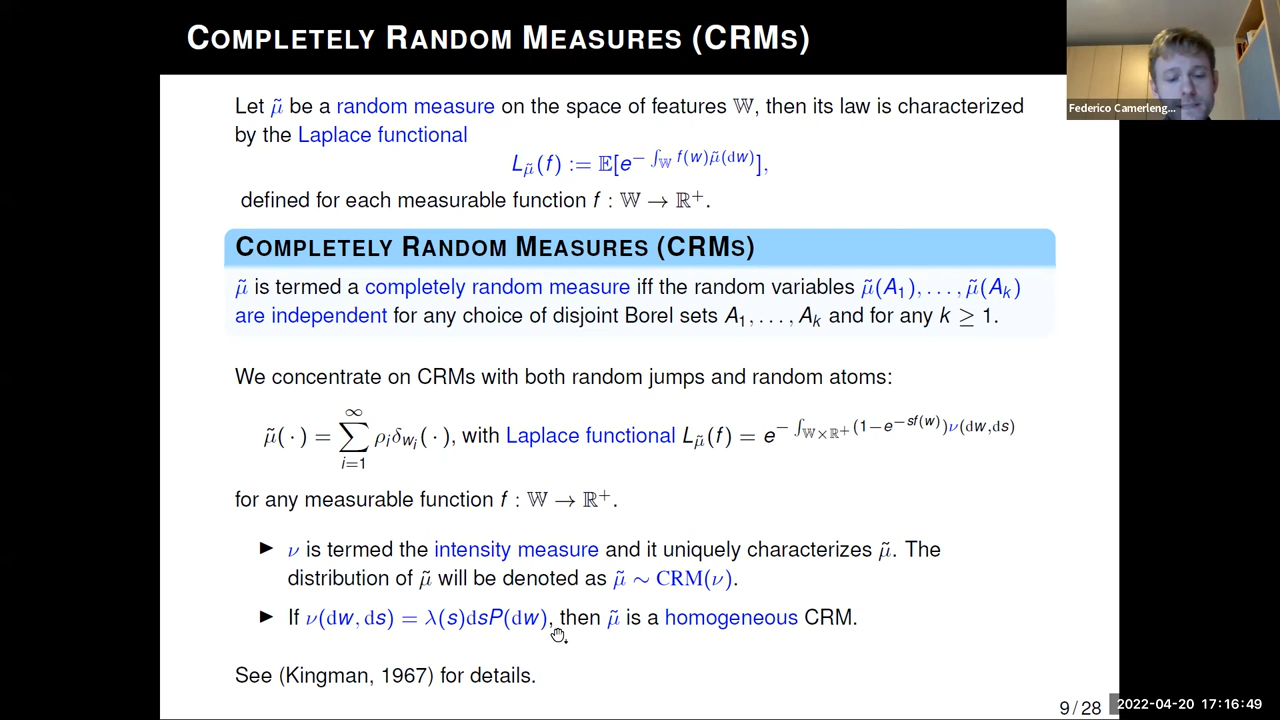 COMPLETELY RANDOM MEASURES (CRMS)
Federico Camerleng...
Let μ̃ be a random measure on the space of features 𝕎, then its law is characterized
by the Laplace functional
L_μ̃(f) := 𝔼[e^{− ∫_𝕎 f(w)μ̃(dw)}],
defined for each measurable function f : 𝕎 → ℝ⁺.
COMPLETELY RANDOM MEASURES (CRMS)
μ̃ is termed a completely random measure iff the random variables μ̃(A₁), . . . , μ̃(Aₖ)
are independent for any choice of disjoint Borel sets A₁, . . . , Aₖ and for any k ≥ 1.
We concentrate on CRMs with both random jumps and random atoms:
μ̃( · ) = ∑_{i=1}^{∞} ρᵢδ_{wᵢ}( · ), with Laplace functional L_μ̃(f) = e^{− ∫_{𝕎×ℝ⁺} (1−e^{−sf(w)})ν(dw,ds)}
for any measurable function f : 𝕎 → ℝ⁺.
► ν is termed the intensity measure and it uniquely characterizes μ̃. The
distribution of μ̃ will be denoted as μ̃ ∼ CRM(ν).
► If ν(dw, ds) = λ(s)dsP(dw), then μ̃ is a homogeneous CRM.
See (Kingman, 1967) for details.
9 / 28
2022-04-20 17:16:49